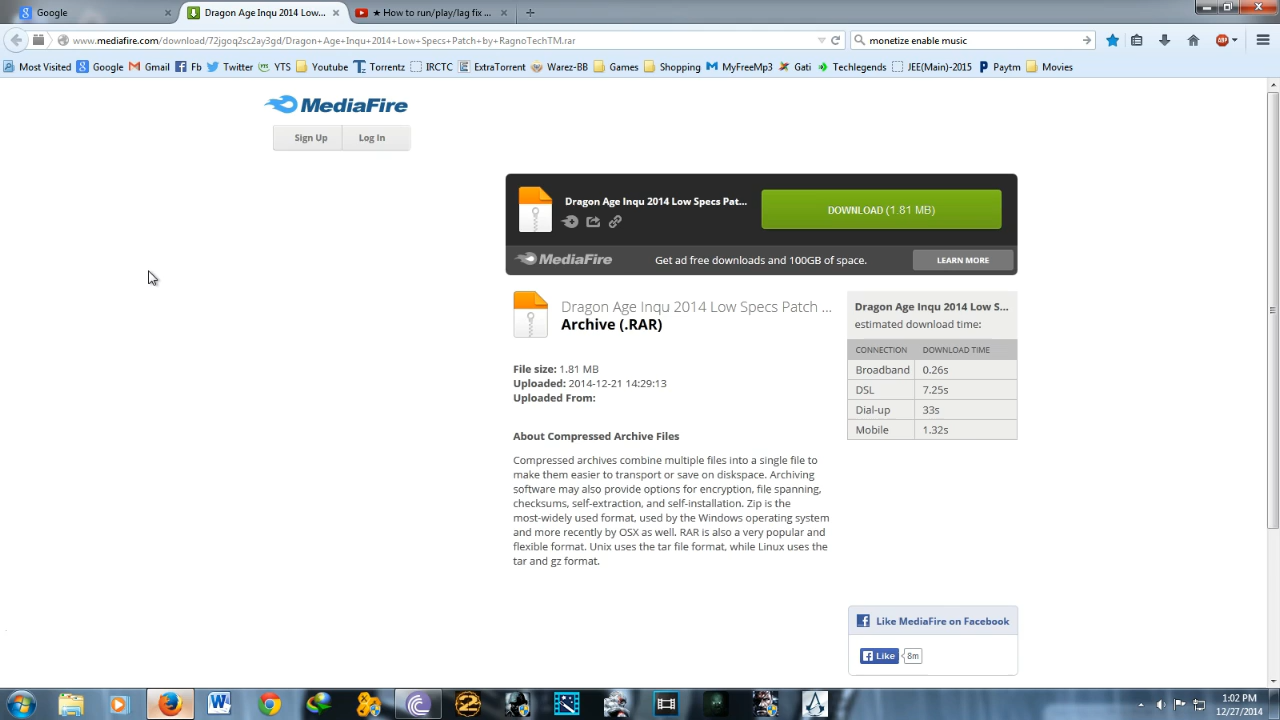 Google
Dragon Age Inqu 2014 Low...
★ How to run/play/lag fix ...
www.mediafire.com/download/72jgoq2sc2ay3gd/Dragon+Age+Inqu+2014+Low+Specs+Patch+by+RagnoTechTM.rar
monetize enable music
Most Visited Google Gmail Fb Twitter YTS Youtube Torrentz IRCTC ExtraTorrent Warez-BB Games Shopping MyFreeMp3 Gati Techlegends JEE(Main)-2015 Paytm Movies
MediaFire
Sign Up Log In
Dragon Age Inqu 2014 Low Specs Pat...
DOWNLOAD (1.81 MB)
MediaFire Get ad free downloads and 100GB of space. LEARN MORE
Dragon Age Inqu 2014 Low Specs Patch ...
Archive (.RAR)
File size: 1.81 MB
Uploaded: 2014-12-21 14:29:13
Uploaded From:
About Compressed Archive Files
Compressed archives combine multiple files into a single file to
make them easier to transport or save on diskspace. Archiving
software may also provide options for encryption, file spanning,
checksums, self-extraction, and self-installation. Zip is the
most-widely used format, used by the Windows operating system
and more recently by OSX as well. RAR is also a very popular and
flexible format. Unix uses the tar file format, while Linux uses the
tar and gz format.
Dragon Age Inqu 2014 Low S...
estimated download time:
CONNECTION DOWNLOAD TIME
Broadband 0.26s
DSL 7.25s
Dial-up 33s
Mobile 1.32s
Like MediaFire on Facebook
Like 8m
1:02 PM
12/27/2014